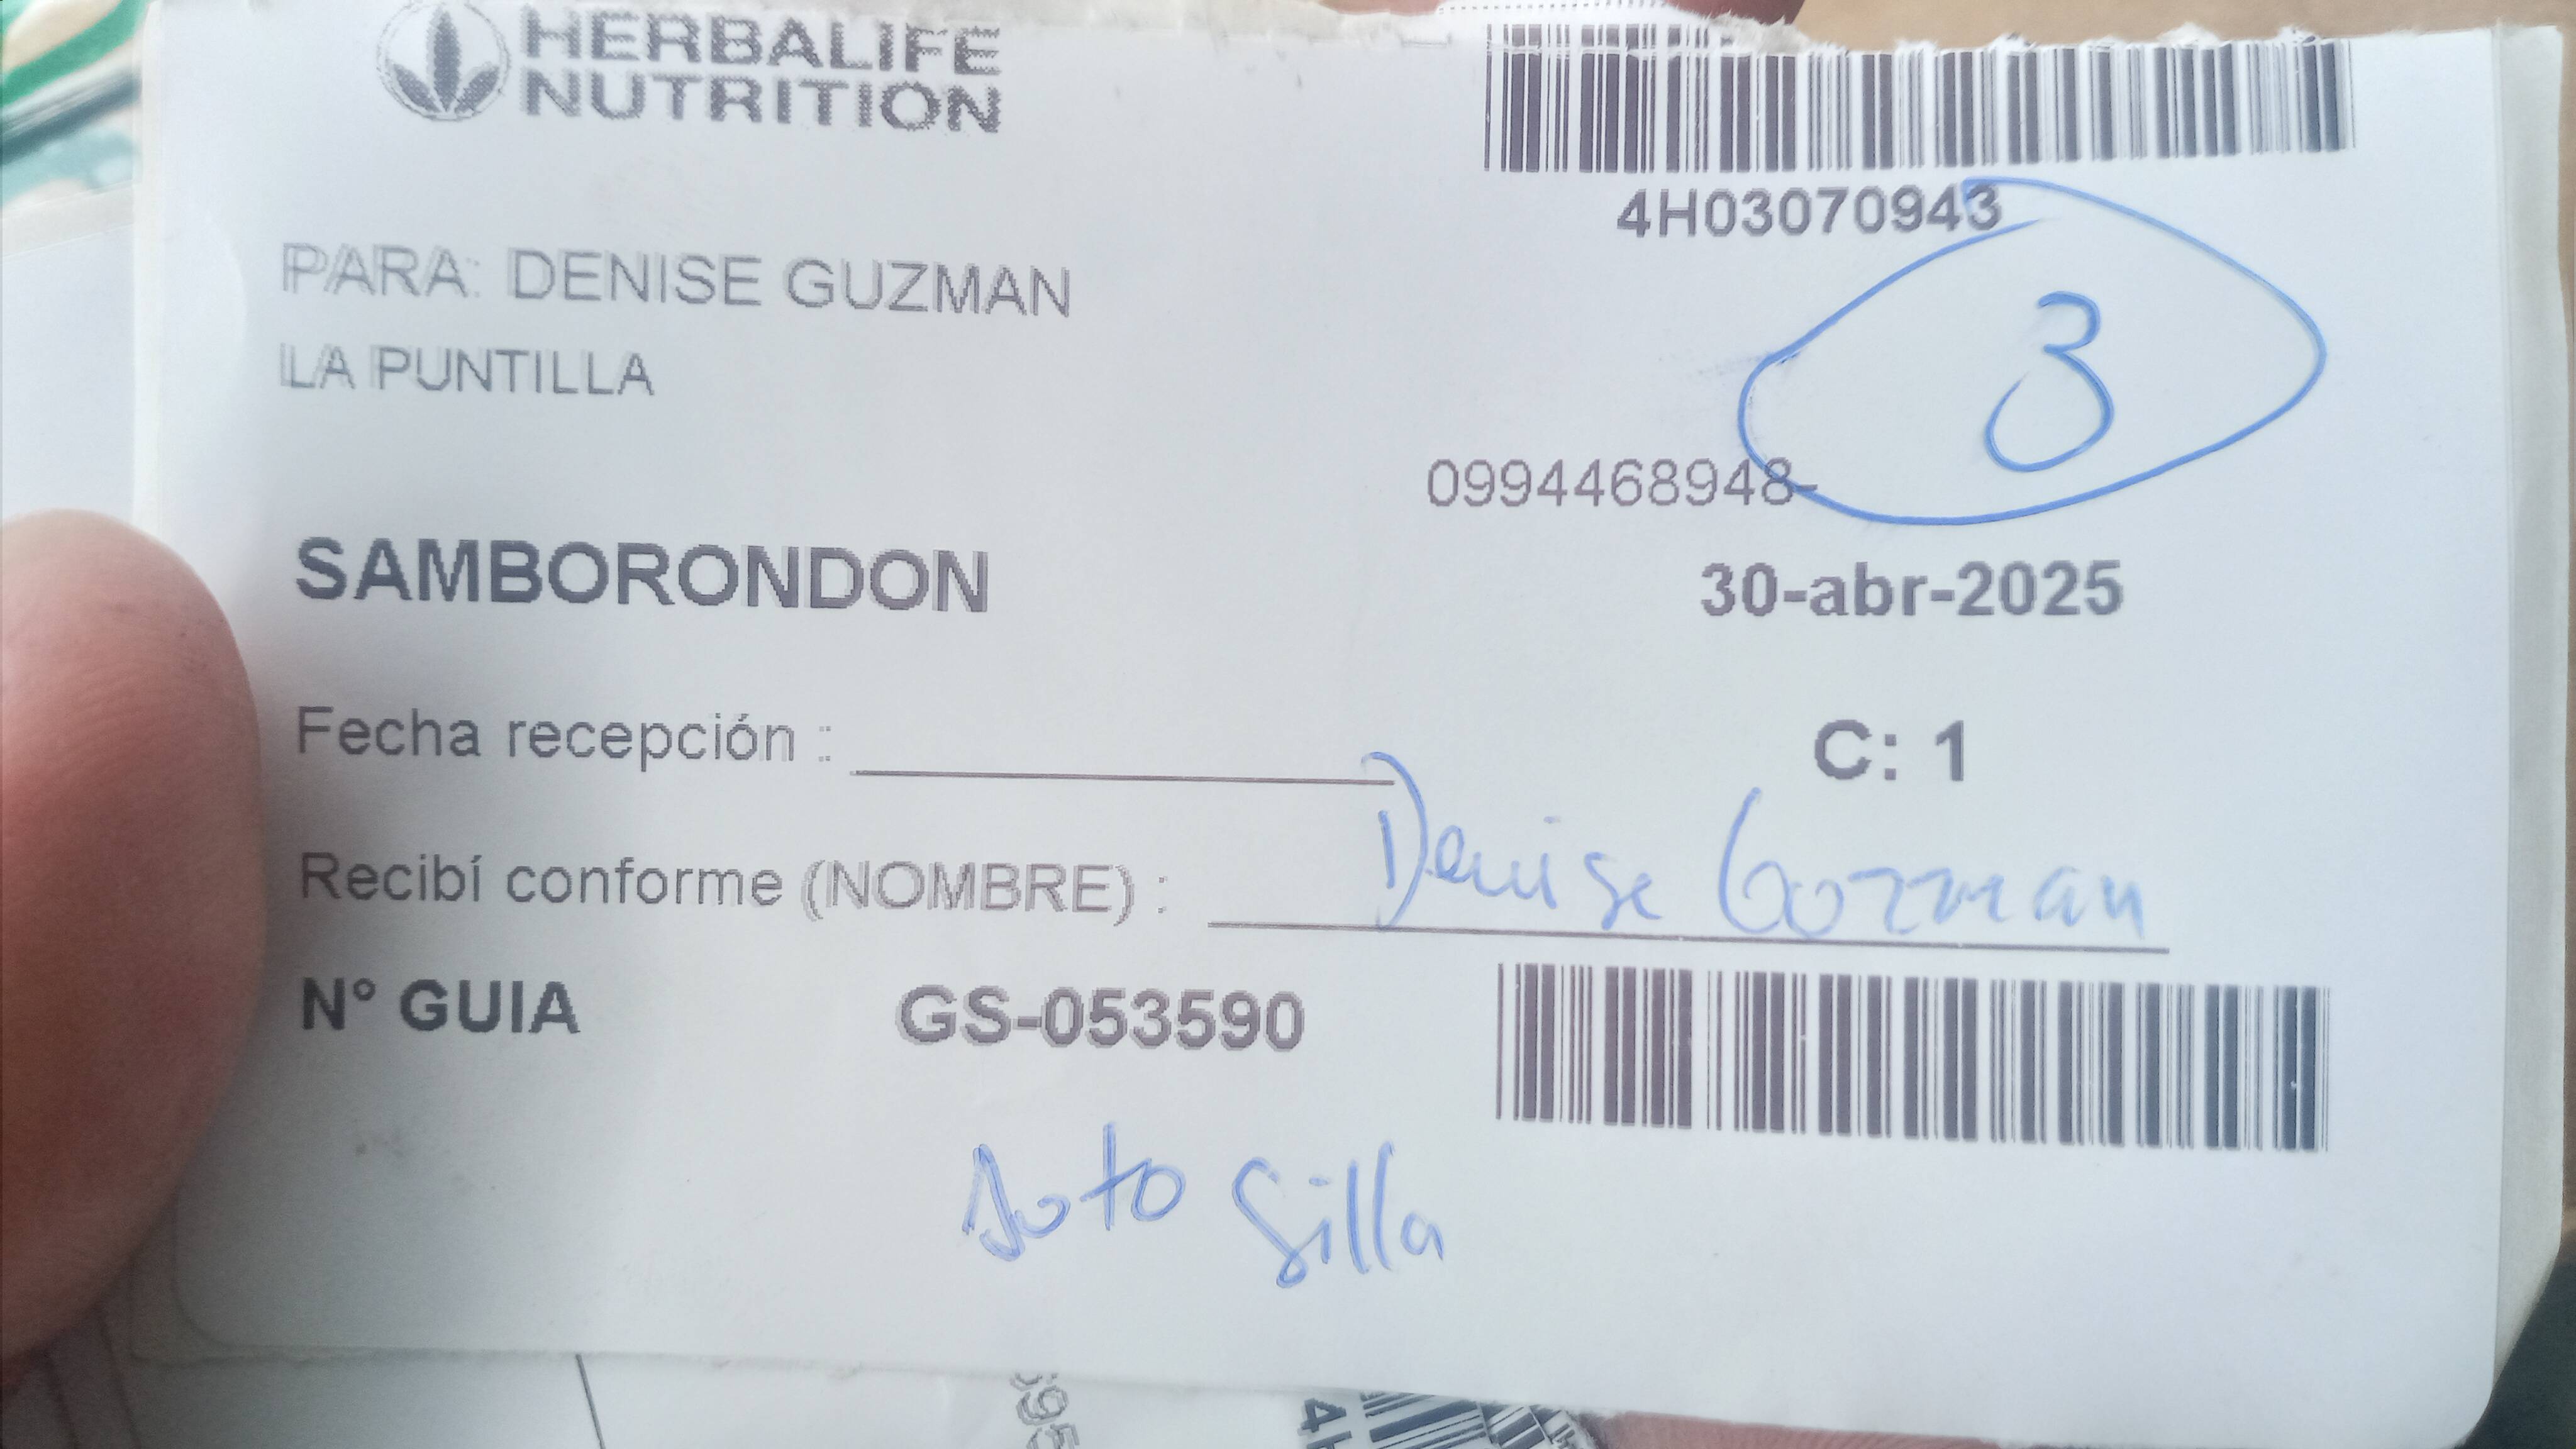 HERBALIFE
NUTRITION
4H03070943
PARA: DENISE GUZMAN
3
LA PUNTILLA
0994468948-
SAMBORONDON
30-abr-2025
Fecha recepción :
C: 1
Recibí conforme (NOMBRE) : Denise Guzman
N° GUIA GS-053590
Silla